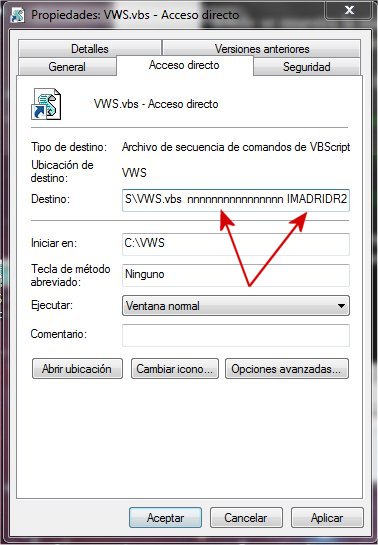 Propiedades: VWS.vbs - Acceso directo
X
Detalles
Versiones anteriores
General
Acceso directo
Seguridad
VWS.vbs - Acceso directo
Tipo de destino: Archivo de secuencia de comandos de VBScript
Ubicación de destino: VWS
Destino: S\VWS.vbs nnnnnnnnnnnnnnnn IMADRIDR2
Iniciar en: C:\VWS
Tecla de método abreviado: Ninguno
Ejecutar: Ventana normal
Comentario:
Abrir ubicación
Cambiar icono...
Opciones avanzadas...
Aceptar
Cancelar
Aplicar